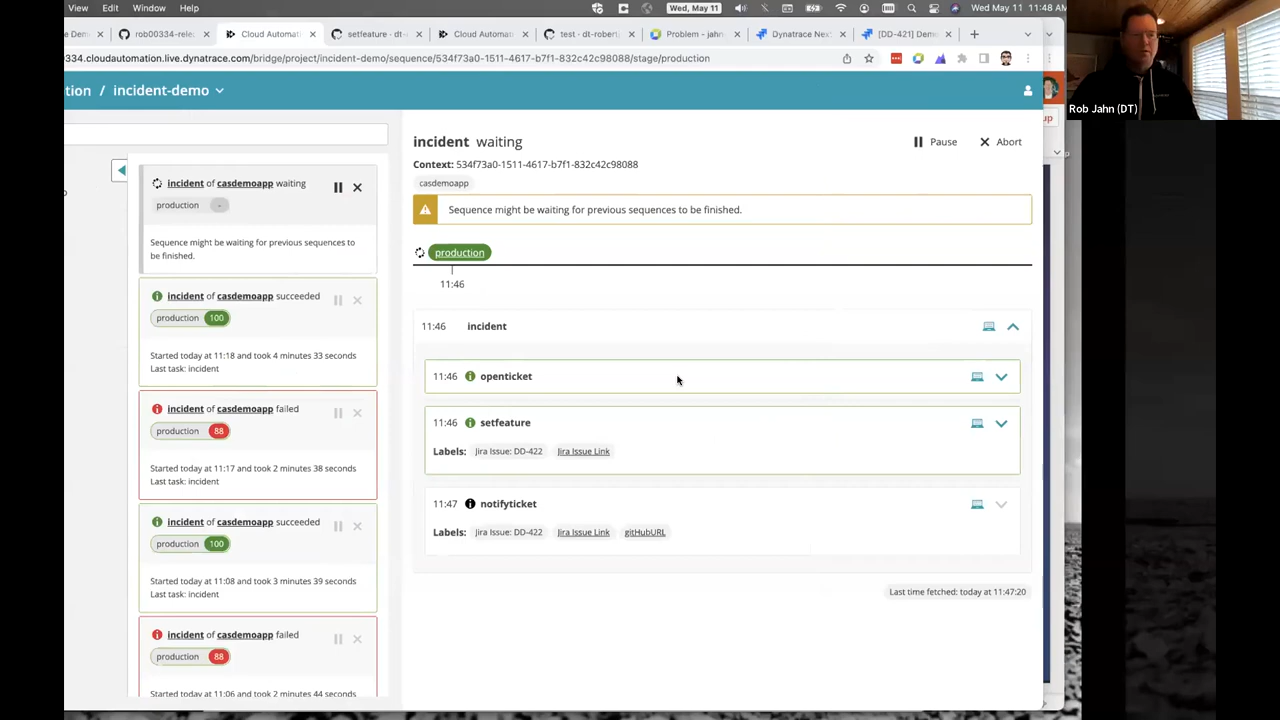 View History Bookmarks Window Help
Wed, May 11
Wed May 11 11:48 AM
e Demo
rob00334-rele
Cloud Automat
setfeature - dt-
Cloud Automat
test - dt-rober
Problem - jahn
Dynatrace Nex
[DD-421] Demo
334.cloudautomation.live.dynatrace.com/bridge/project/incident-demo/sequence/534f73a0-1511-4617-b7f1-832c42c98088/stage/production
tion / incident-demo
Rob Jahn (DT)
up
incident of casdemoapp waiting
production -
Sequence might be waiting for previous sequences to
be finished.
incident of casdemoapp succeeded
production 100
Started today at 11:18 and took 4 minutes 33 seconds
Last task: incident
incident of casdemoapp failed
production 88
Started today at 11:17 and took 2 minutes 38 seconds
Last task: incident
incident of casdemoapp succeeded
production 100
Started today at 11:08 and took 3 minutes 39 seconds
Last task: incident
incident of casdemoapp failed
production 88
Started today at 11:06 and took 2 minutes 44 seconds
incident waiting
Pause
Abort
Context: 534f73a0-1511-4617-b7f1-832c42c98088
casdemoapp
Sequence might be waiting for previous sequences to be finished.
production
11:46
11:46 incident
11:46 openticket
11:46 setfeature
Labels: Jira Issue: DD-422 Jira Issue Link
11:47 notifyticket
Labels: Jira Issue: DD-422 Jira Issue Link gitHubURL
Last time fetched: today at 11:47:20